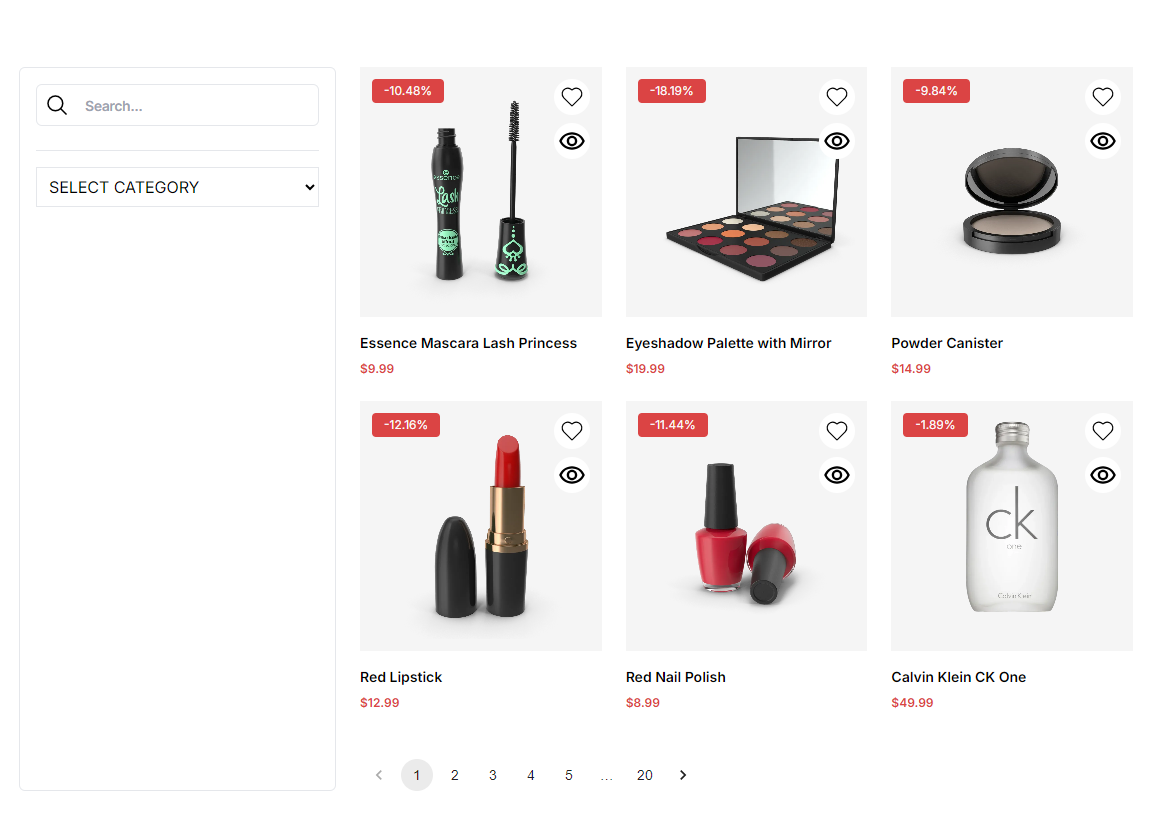 Search...
SELECT CATEGORY
-10.48%
essence
Lash
PRINCESS
Essence Mascara Lash Princess
$9.99
-18.19%
Eyeshadow Palette with Mirror
$19.99
-9.84%
Powder Canister
$14.99
-12.16%
Red Lipstick
$12.99
-11.44%
Red Nail Polish
$8.99
-1.89%
ck
one
Calvin Klein
Calvin Klein CK One
$49.99
1 2 3 4 5 ... 20